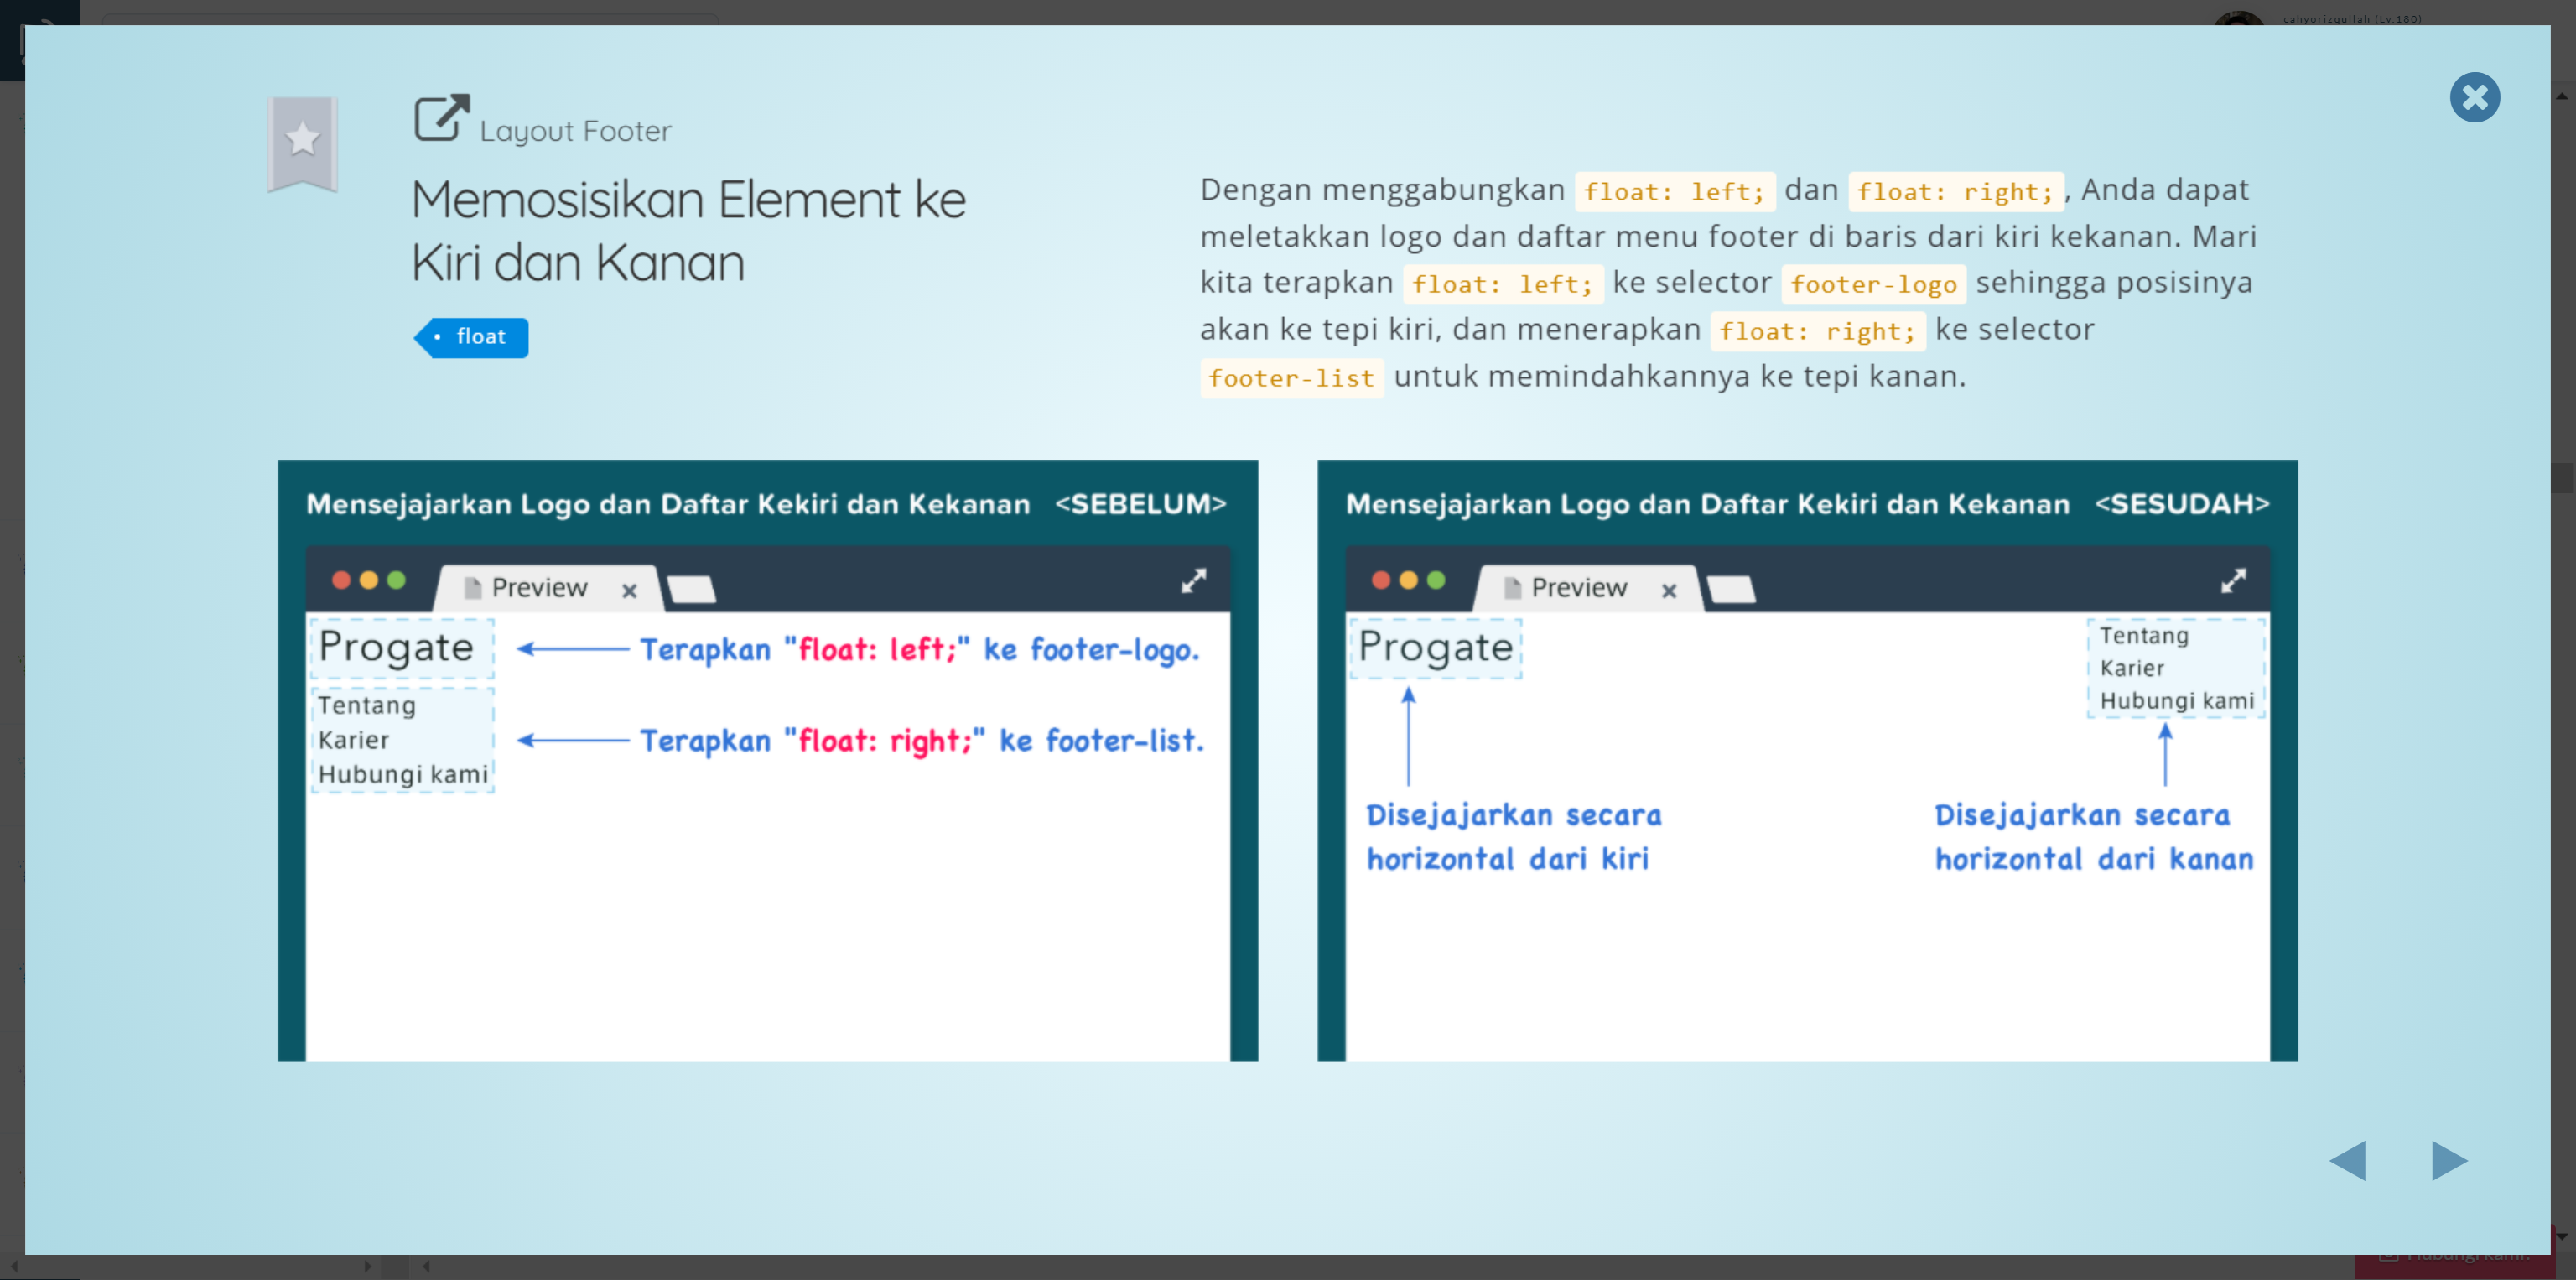 cahyorizqullah (Lv.180)
Layout Footer
Memosisikan Element ke
Kiri dan Kanan
• float
Dengan menggabungkan float: left; dan float: right;, Anda dapat
meletakkan logo dan daftar menu footer di baris dari kiri kekanan. Mari
kita terapkan float: left; ke selector footer-logo sehingga posisinya
akan ke tepi kiri, dan menerapkan float: right; ke selector
footer-list untuk memindahkannya ke tepi kanan.
Mensejajarkan Logo dan Daftar Kekiri dan Kekanan <SEBELUM>
Preview
Progate
Terapkan "float: left;" ke footer-logo.
Tentang
Karier
Hubungi kami
Terapkan "float: right;" ke footer-list.
Mensejajarkan Logo dan Daftar Kekiri dan Kekanan <SESUDAH>
Preview
Progate
Tentang
Karier
Hubungi kami
Disejajarkan secara
horizontal dari kiri
Disejajarkan secara
horizontal dari kanan
Hubungi kami